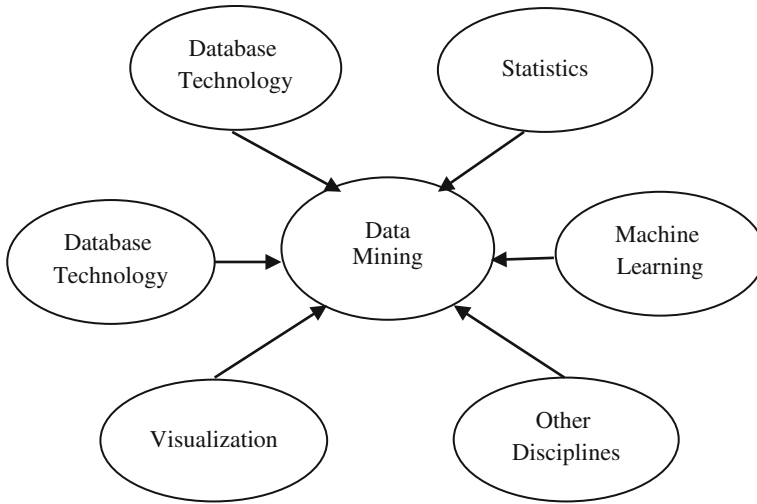 Database
Technology
Statistics
Database
Technology
Data
Mining
Machine
Learning
Visualization
Other
Disciplines